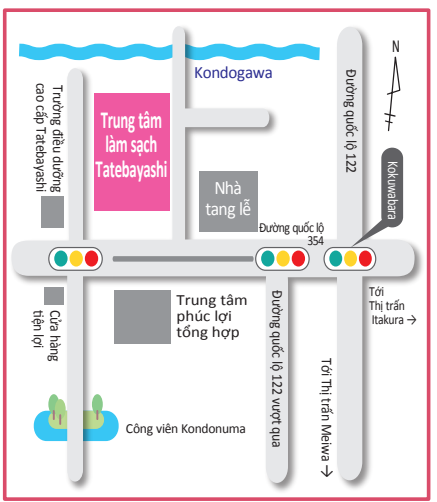 N
Kondogawa
Đường quốc lộ 122
Trường điều dưỡng
cao cấp Tatebayashi
Trung tâm
làm sạch
Tatebayashi
Kokuwabara
Nhà
tang lễ
Đường quốc lộ
354
Tới
Thị trấn
Itakura →
Cửa hàng
tiện lợi
Trung tâm
phúc lợi
tổng hợp
Đường quốc lộ 122 vượt qua
Tới Thị trấn Meiwa →
Công viên Kondonuma